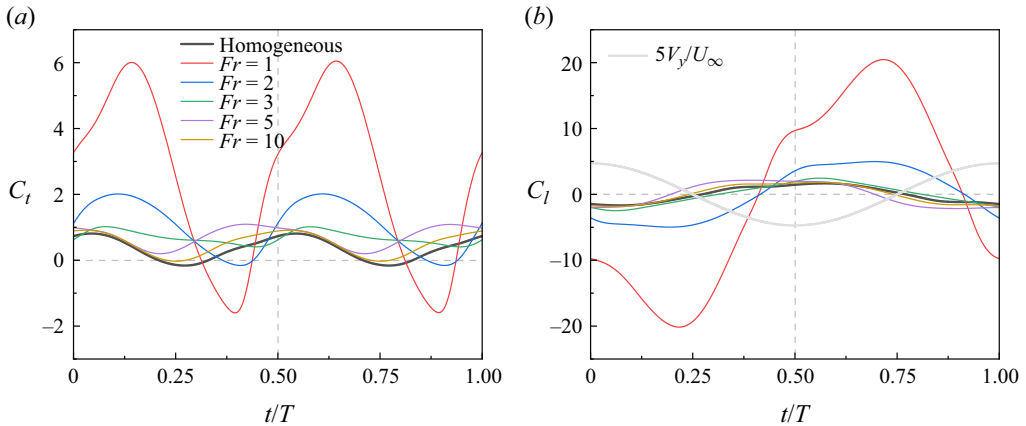 (a)
Homogeneous
Fr = 1
Fr = 2
Fr = 3
Fr = 5
Fr = 10
6
4
2
0
–2
C_t
0
0.25
0.50
0.75
1.00
t/T
(b)
5V_y/U_∞
20
10
0
–10
–20
C_l
0
0.25
0.50
0.75
1.00
t/T